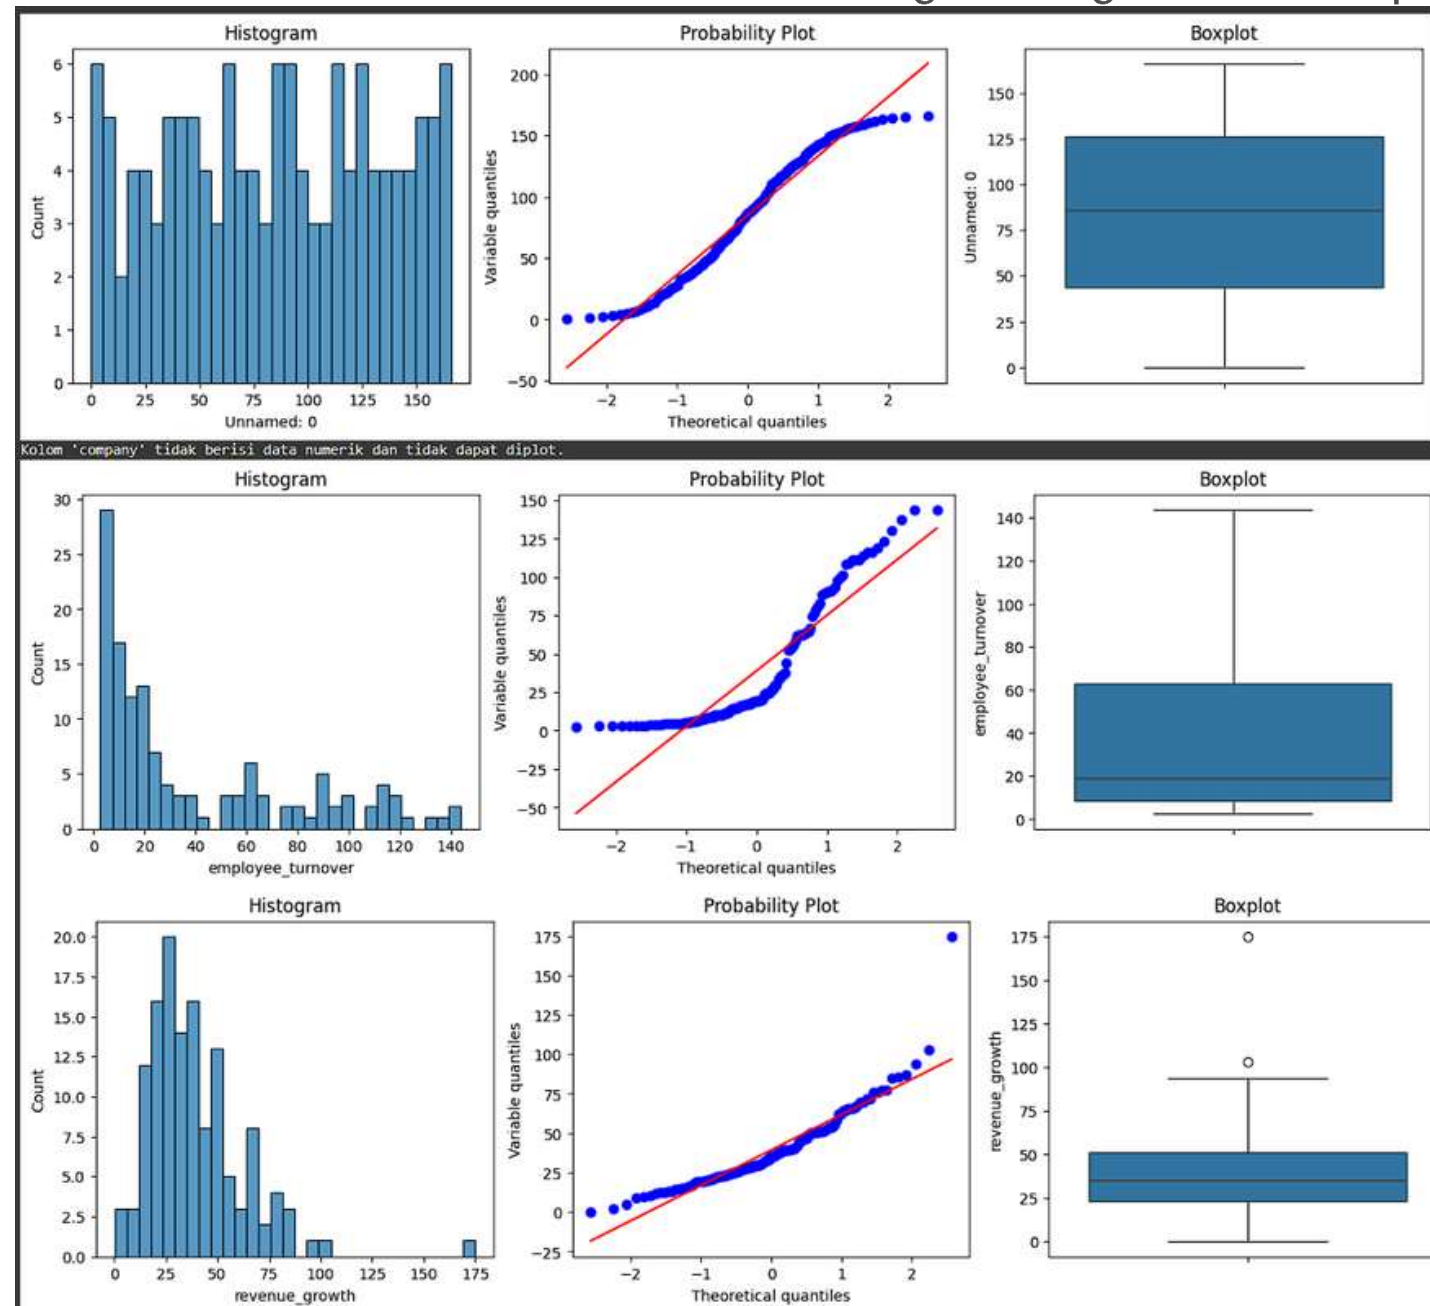 Histogram
Probability Plot
Boxplot
6
5
4
3
2
1
0
Count
0 25 50 75 100 125 150
Unnamed: 0
200
150
100
50
0
−50
Variable quantiles
−2 −1 0 1 2
Theoretical quantiles
150
125
100
75
50
25
0
Unnamed: 0
Kolom 'company' tidak berisi data numerik dan tidak dapat diplot.
Histogram
Probability Plot
Boxplot
30
25
20
15
10
5
0
Count
0 20 40 60 80 100 120 140
employee_turnover
150
125
100
75
50
25
0
−25
−50
Variable quantiles
−2 −1 0 1 2
Theoretical quantiles
140
120
100
80
60
40
20
0
employee_turnover
Histogram
Probability Plot
Boxplot
20.0
17.5
15.0
12.5
10.0
7.5
5.0
2.5
0.0
Count
0 25 50 75 100 125 150 175
revenue_growth
175
150
125
100
75
50
25
0
−25
Variable quantiles
−2 −1 0 1 2
Theoretical quantiles
175
150
125
100
75
50
25
0
revenue_growth